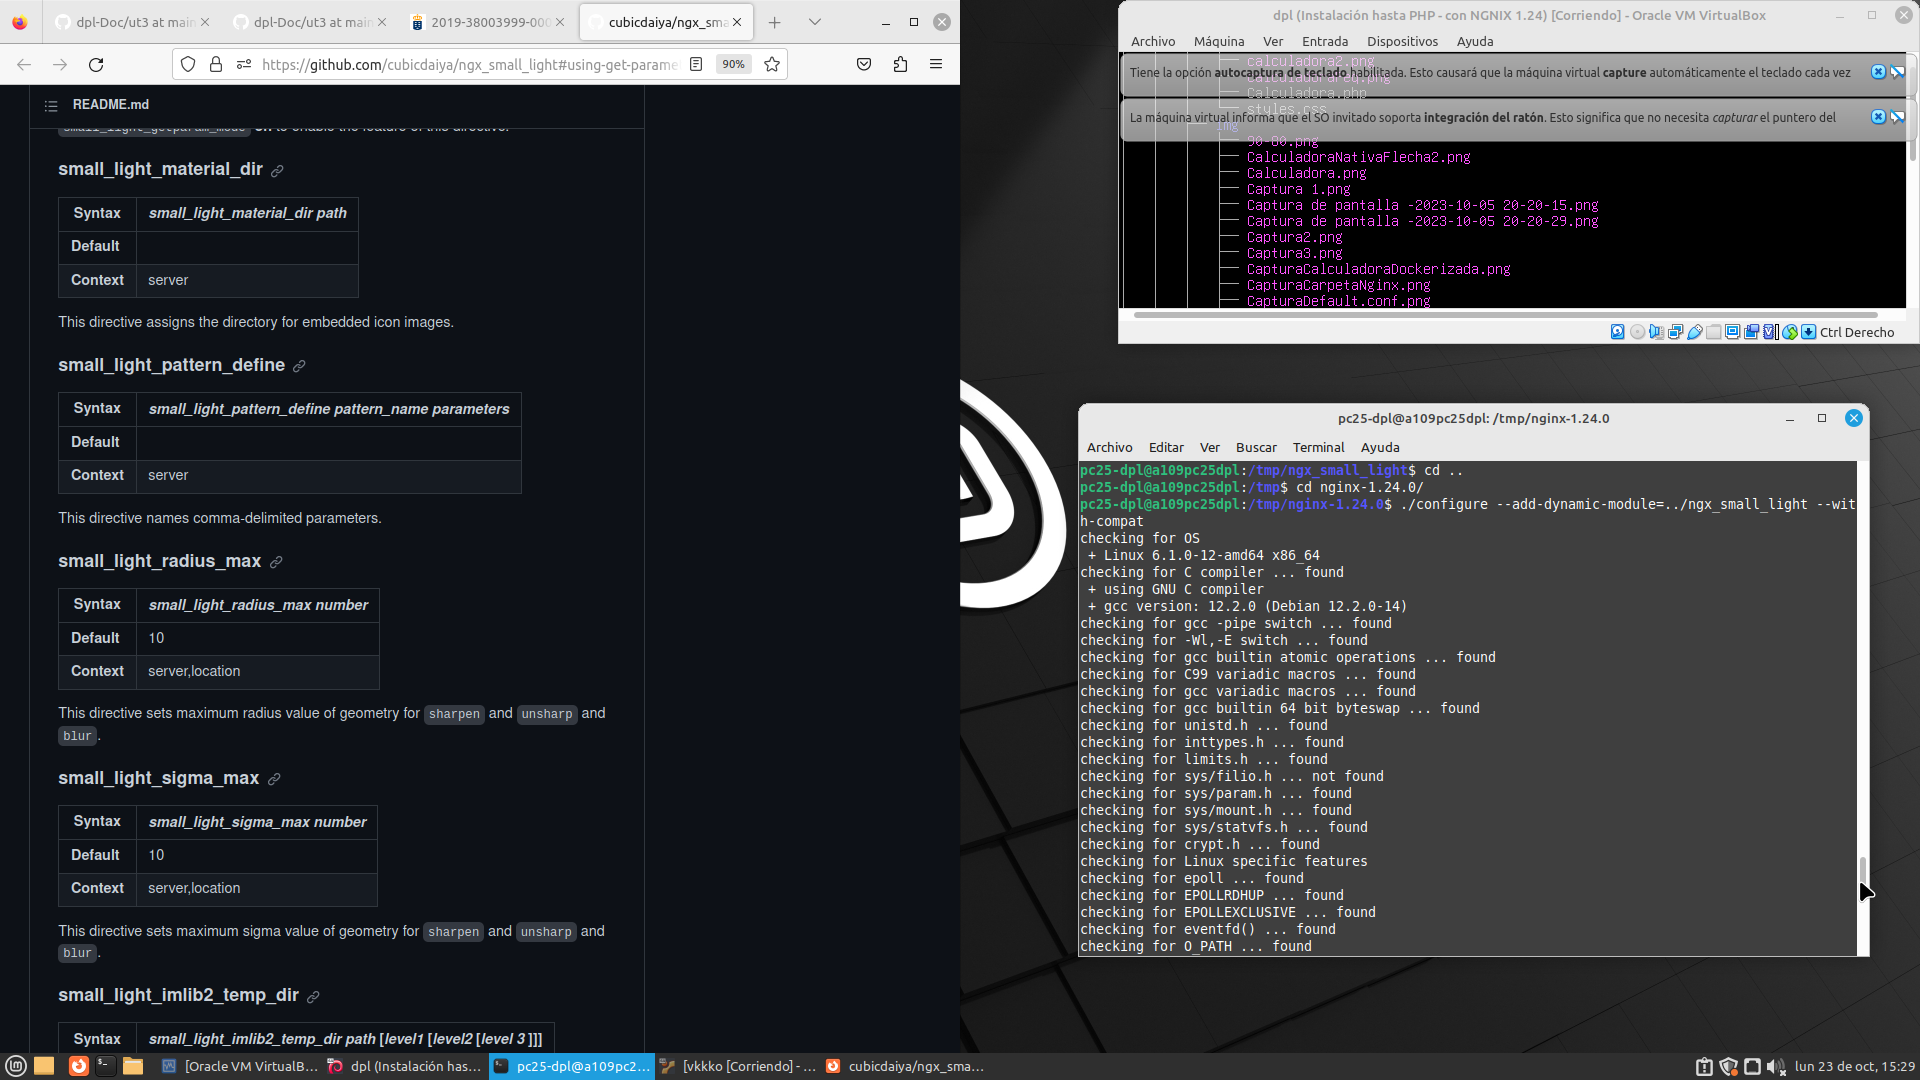 dpl-Doc/ut3 at main
dpl-Doc/ut3 at main
2019-38003999-000
cubicdaiya/ngx_sma
https://github.com/cubicdaiya/ngx_small_light#using-get-parame
90%
README.md
small_light_getparam_mode on to enable the feature of this directive.
small_light_material_dir
Syntax small_light_material_dir path
Default
Context server
This directive assigns the directory for embedded icon images.
small_light_pattern_define
Syntax small_light_pattern_define pattern_name parameters
Default
Context server
This directive names comma-delimited parameters.
small_light_radius_max
Syntax small_light_radius_max number
Default 10
Context server,location
This directive sets maximum radius value of geometry for sharpen and unsharp and
blur.
small_light_sigma_max
Syntax small_light_sigma_max number
Default 10
Context server,location
This directive sets maximum sigma value of geometry for sharpen and unsharp and
blur.
small_light_imlib2_temp_dir
Syntax small_light_imlib2_temp_dir path [level1 [level2 [level 3 ]]]
dpl (Instalación hasta PHP - con NGNIX 1.24) [Corriendo] - Oracle VM VirtualBox
Archivo Máquina Ver Entrada Dispositivos Ayuda
calculadora2.png
Tiene la opción autocaptura de teclado habilitada. Esto causará que la máquina virtual capture automáticamente el teclado cada vez
Calculadora.php
styles.css
La máquina virtual informa que el SO invitado soporta integración del ratón. Esto significa que no necesita capturar el puntero del
img
90-80.png
CalculadoraNativaFlecha2.png
Calculadora.png
Captura 1.png
Captura de pantalla -2023-10-05 20-20-15.png
Captura de pantalla -2023-10-05 20-20-29.png
Captura2.png
Captura3.png
CapturaCalculadoraDockerizada.png
CapturaCarpetaNginx.png
CapturaDefault.conf.png
Ctrl Derecho
pc25-dpl@a109pc25dpl: /tmp/nginx-1.24.0
Archivo Editar Ver Buscar Terminal Ayuda
pc25-dpl@a109pc25dpl:/tmp/ngx_small_light$ cd ..
pc25-dpl@a109pc25dpl:/tmp$ cd nginx-1.24.0/
pc25-dpl@a109pc25dpl:/tmp/nginx-1.24.0$ ./configure --add-dynamic-module=../ngx_small_light --wit
h-compat
checking for OS
+ Linux 6.1.0-12-amd64 x86_64
checking for C compiler ... found
+ using GNU C compiler
+ gcc version: 12.2.0 (Debian 12.2.0-14)
checking for gcc -pipe switch ... found
checking for -Wl,-E switch ... found
checking for gcc builtin atomic operations ... found
checking for C99 variadic macros ... found
checking for gcc variadic macros ... found
checking for gcc builtin 64 bit byteswap ... found
checking for unistd.h ... found
checking for inttypes.h ... found
checking for limits.h ... found
checking for sys/filio.h ... not found
checking for sys/param.h ... found
checking for sys/mount.h ... found
checking for sys/statvfs.h ... found
checking for crypt.h ... found
checking for Linux specific features
checking for epoll ... found
checking for EPOLLRDHUP ... found
checking for EPOLLEXCLUSIVE ... found
checking for eventfd() ... found
checking for O_PATH ... found
[Oracle VM VirtualB...
dpl (Instalación has...
pc25-dpl@a109pc2...
[vkkko [Corriendo] - ...
cubicdaiya/ngx_sma...
lun 23 de oct, 15:29